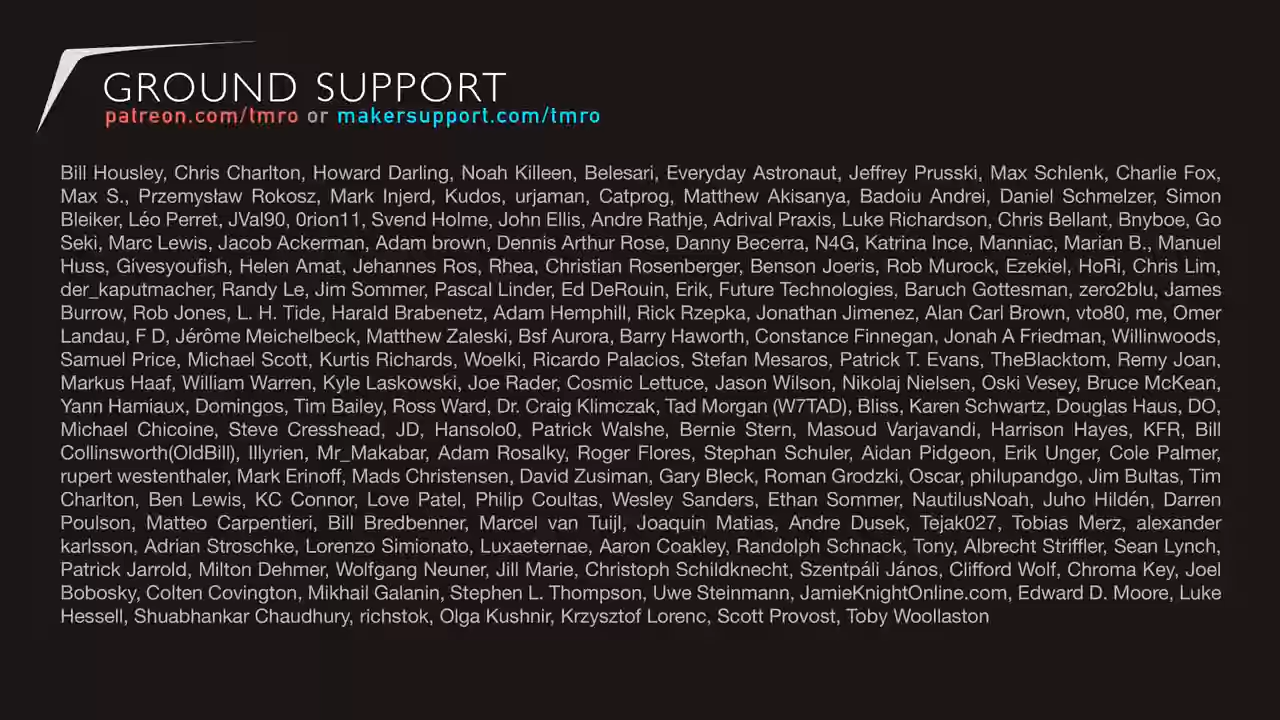 GROUND SUPPORT
patreon.com/tmro or makersupport.com/tmro
Bill Housley, Chris Charlton, Howard Darling, Noah Killeen, Belesari, Everyday Astronaut, Jeffrey Prusski, Max Schlenk, Charlie Fox,
Max S., Przemysław Rokosz, Mark Injerd, Kudos, urjaman, Catprog, Matthew Akisanya, Badoiu Andrei, Daniel Schmelzer, Simon
Bleiker, Léo Perret, JVal90, 0rion11, Svend Holme, John Ellis, Andre Rathje, Adrival Praxis, Luke Richardson, Chris Bellant, Bnyboe, Go
Seki, Marc Lewis, Jacob Ackerman, Adam brown, Dennis Arthur Rose, Danny Becerra, N4G, Katrina Ince, Manniac, Marian B., Manuel
Huss, Givesyoufish, Helen Amat, Jehannes Ros, Rhea, Christian Rosenberger, Benson Joeris, Rob Murock, Ezekiel, HoRi, Chris Lim,
der_kaputmacher, Randy Le, Jim Sommer, Pascal Linder, Ed DeRouin, Erik, Future Technologies, Baruch Gottesman, zero2blu, James
Burrow, Rob Jones, L. H. Tide, Harald Brabenetz, Adam Hemphill, Rick Rzepka, Jonathan Jimenez, Alan Carl Brown, vto80, me, Omer
Landau, F D, Jérôme Meichelbeck, Matthew Zaleski, Bsf Aurora, Barry Haworth, Constance Finnegan, Jonah A Friedman, Willinwoods,
Samuel Price, Michael Scott, Kurtis Richards, Woelki, Ricardo Palacios, Stefan Mesaros, Patrick T. Evans, TheBlacktom, Remy Joan,
Markus Haaf, William Warren, Kyle Laskowski, Joe Rader, Cosmic Lettuce, Jason Wilson, Nikolaj Nielsen, Oski Vesey, Bruce McKean,
Yann Hamiaux, Domingos, Tim Bailey, Ross Ward, Dr. Craig Klimczak, Tad Morgan (W7TAD), Bliss, Karen Schwartz, Douglas Haus, DO,
Michael Chicoine, Steve Cresshead, JD, Hansolo0, Patrick Walshe, Bernie Stern, Masoud Varjavandi, Harrison Hayes, KFR, Bill
Collinsworth(OldBill), Illyrien, Mr_Makabar, Adam Rosalky, Roger Flores, Stephan Schuler, Aidan Pidgeon, Erik Unger, Cole Palmer,
rupert westenthaler, Mark Erinoff, Mads Christensen, David Zusiman, Gary Bleck, Roman Grodzki, Oscar, philupandgo, Jim Bultas, Tim
Charlton, Ben Lewis, KC Connor, Love Patel, Philip Coultas, Wesley Sanders, Ethan Sommer, NautilusNoah, Juho Hildén, Darren
Poulson, Matteo Carpentieri, Bill Bredbenner, Marcel van Tuijl, Joaquin Matias, Andre Dusek, Tejak027, Tobias Merz, alexander
karlsson, Adrian Stroschke, Lorenzo Simionato, Luxaeternae, Aaron Coakley, Randolph Schnack, Tony, Albrecht Striffler, Sean Lynch,
Patrick Jarrold, Milton Dehmer, Wolfgang Neuner, Jill Marie, Christoph Schildknecht, Szentpáli János, Clifford Wolf, Chroma Key, Joel
Bobosky, Colten Covington, Mikhail Galanin, Stephen L. Thompson, Uwe Steinmann, JamieKnightOnline.com, Edward D. Moore, Luke
Hessell, Shuabhankar Chaudhury, richstok, Olga Kushnir, Krzysztof Lorenc, Scott Provost, Toby Woollaston